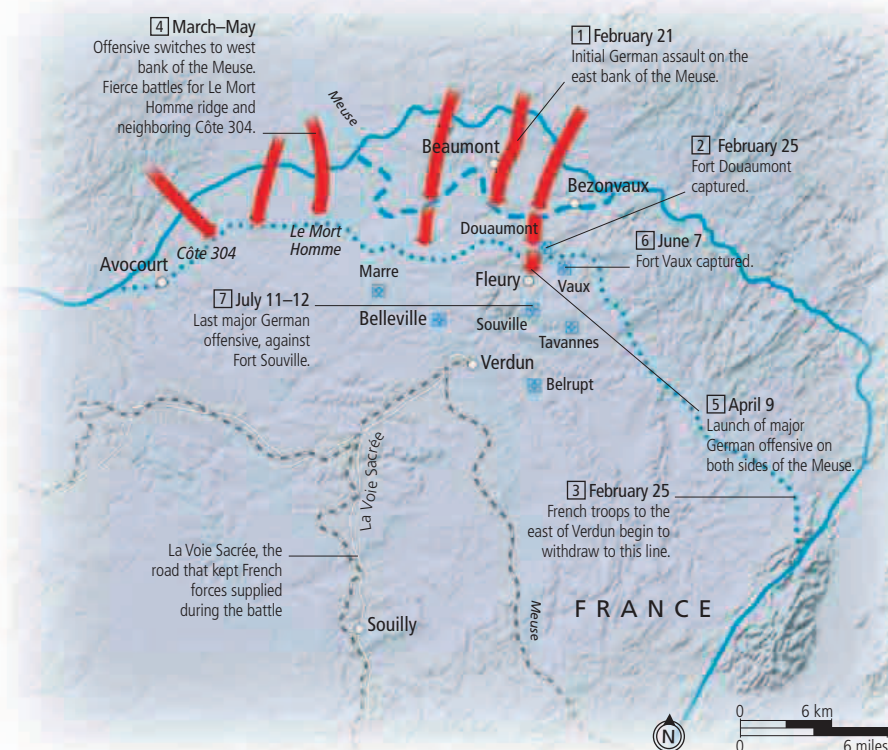 4 March–May
Offensive switches to west
bank of the Meuse.
Fierce battles for Le Mort
Homme ridge and
neighboring Côte 304.
1 February 21
Initial German assault on the
east bank of the Meuse.
Meuse
Beaumont
2 February 25
Fort Douaumont
captured.
Bezonvaux
Douaumont
Le Mort
Homme
Côte 304
Avocourt
6 June 7
Fort Vaux captured.
Marre
Fleury
Vaux
7 July 11–12
Last major German
offensive, against
Fort Souville.
Belleville
Souville
Tavannes
Verdun
Belrupt
5 April 9
Launch of major
German offensive on
both sides of the Meuse.
La Voie Sacrée
3 February 25
French troops to the
east of Verdun begin to
withdraw to this line.
La Voie Sacrée, the
road that kept French
forces supplied
during the battle
Meuse
FRANCE
Souilly
N
0 6 km
0 6 miles